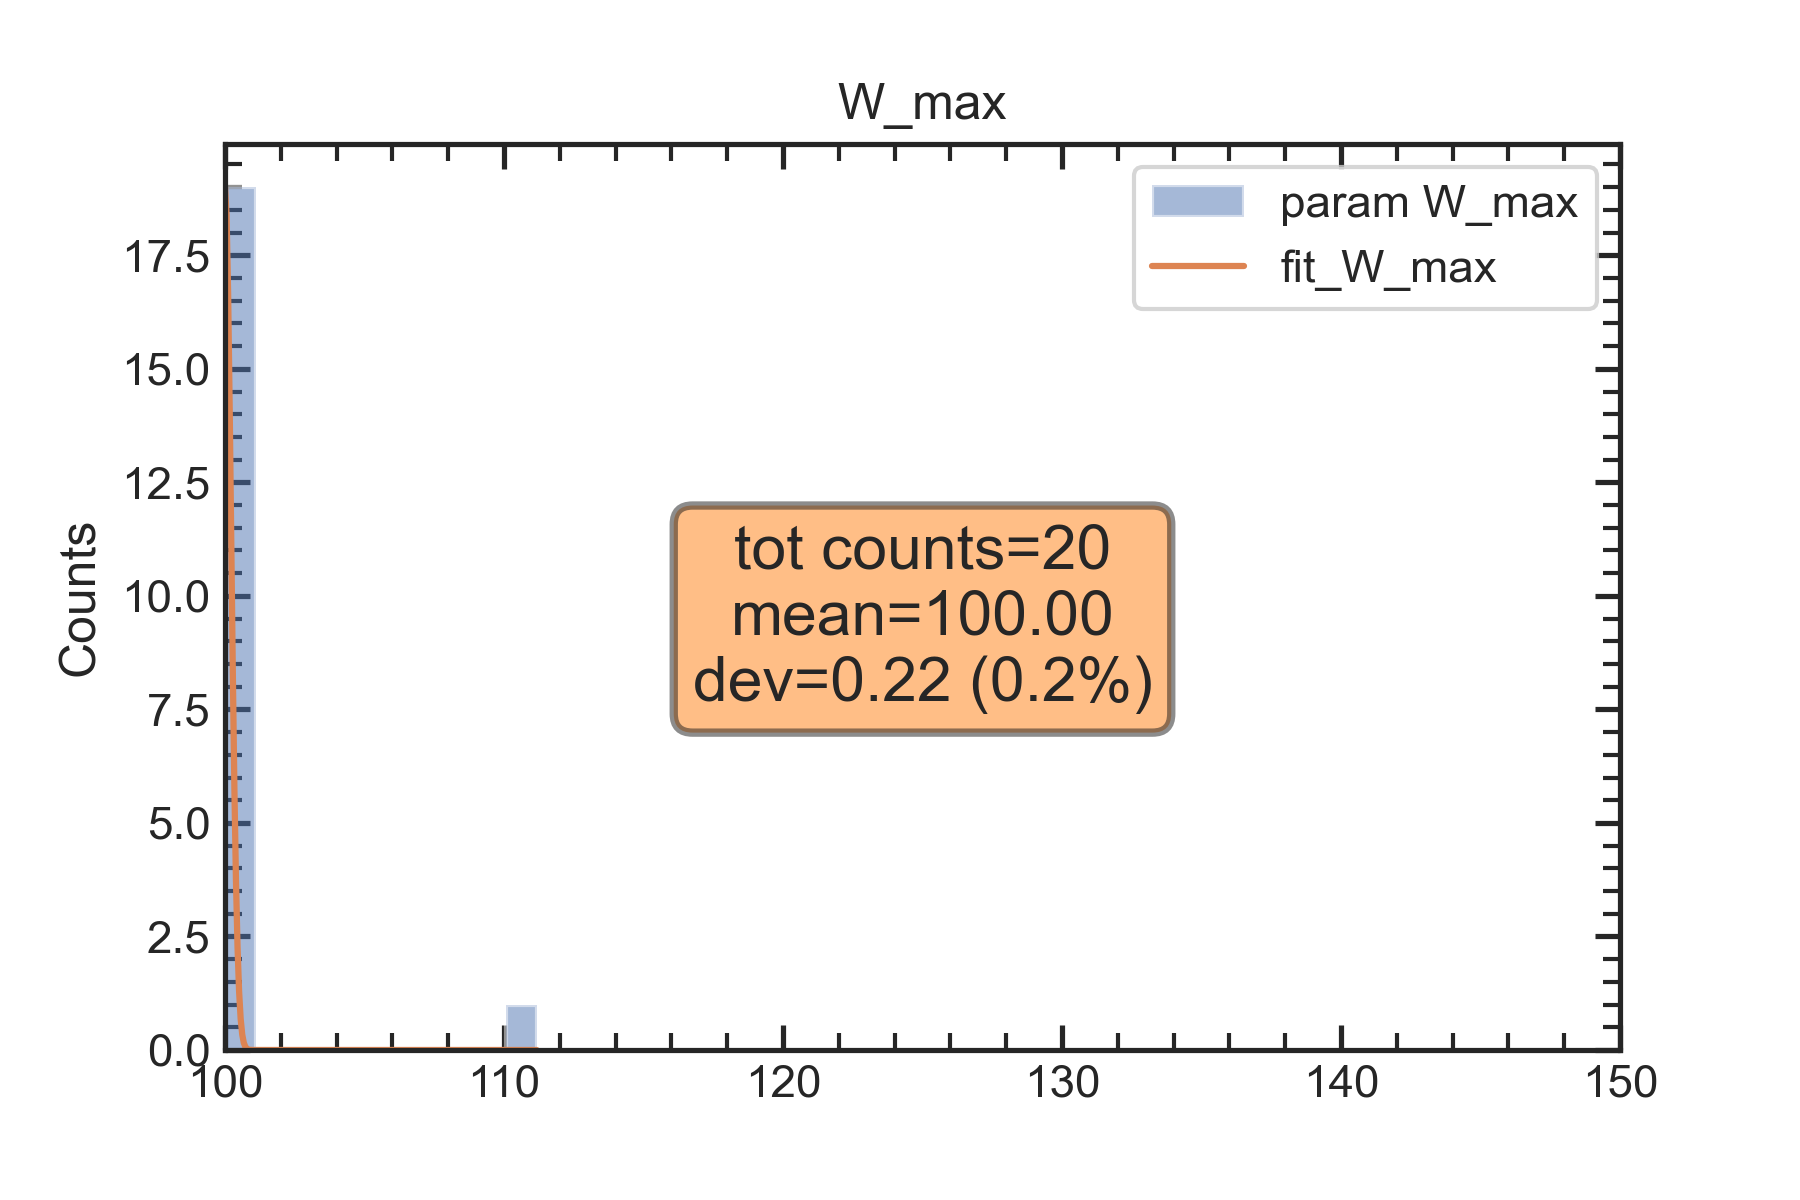 W_max
param W_max
fit_W_max
Counts
17.5
15.0
12.5
10.0
7.5
5.0
2.5
0.0
tot counts=20
mean=100.00
dev=0.22 (0.2%)
100 110 120 130 140 150